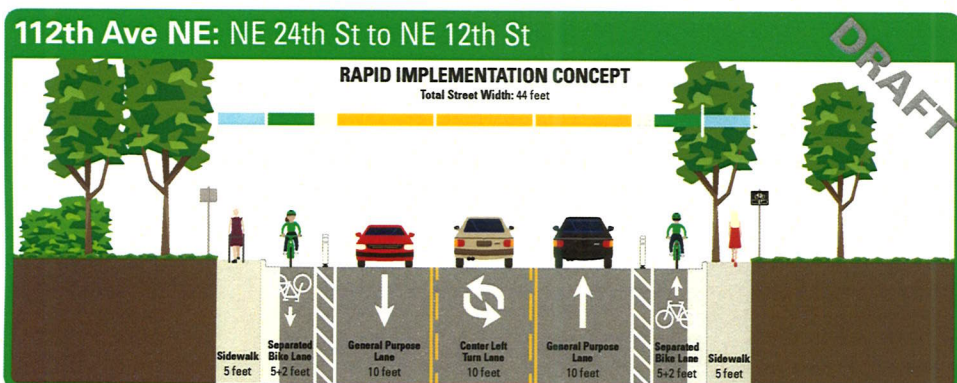 112th Ave NE: NE 24th St to NE 12th St
DRAFT
RAPID IMPLEMENTATION CONCEPT
Total Street Width: 44 feet
Sidewalk
5 feet
Separated
Bike Lane
5+2 feet
General Purpose
Lane
10 feet
Center Left
Turn Lane
10 feet
General Purpose
Lane
10 feet
Separated
Bike Lane
5+2 feet
Sidewalk
5 feet